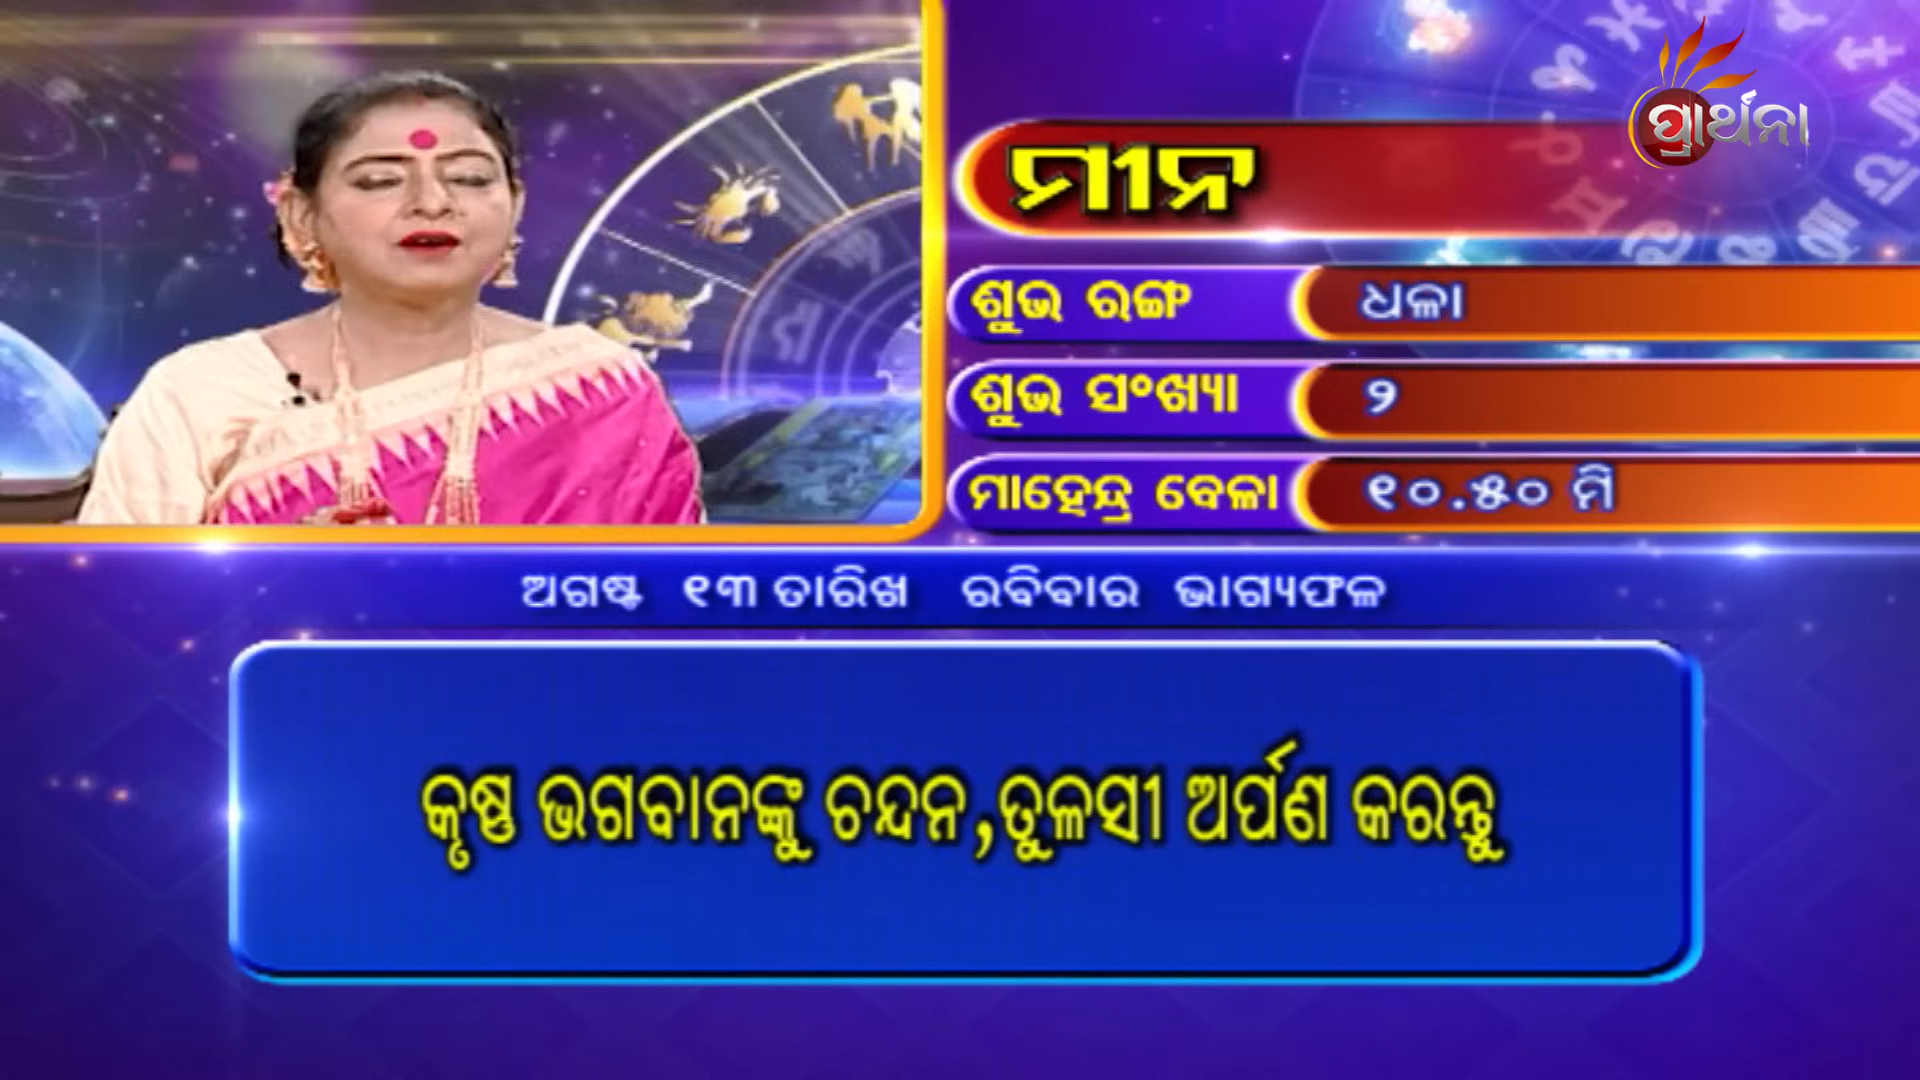 ପ୍ରାର୍ଥନା
ମୀନ
ଶୁଭ ରଙ୍ଗ ଧଳା
ଶୁଭ ସଂଖ୍ୟା ୨
ମାହେନ୍ଦ୍ର ବେଳା ୧୦.୫୦ ମି
ଅଗଷ୍ଟ ୧୩ ତାରିଖ ରବିବାର ଭାଗ୍ୟଫଳ
କୃଷ୍ଣ ଭଗବାନଙ୍କୁ ଚନ୍ଦନ,ତୁଳସୀ ଅର୍ପଣ କରନ୍ତୁ